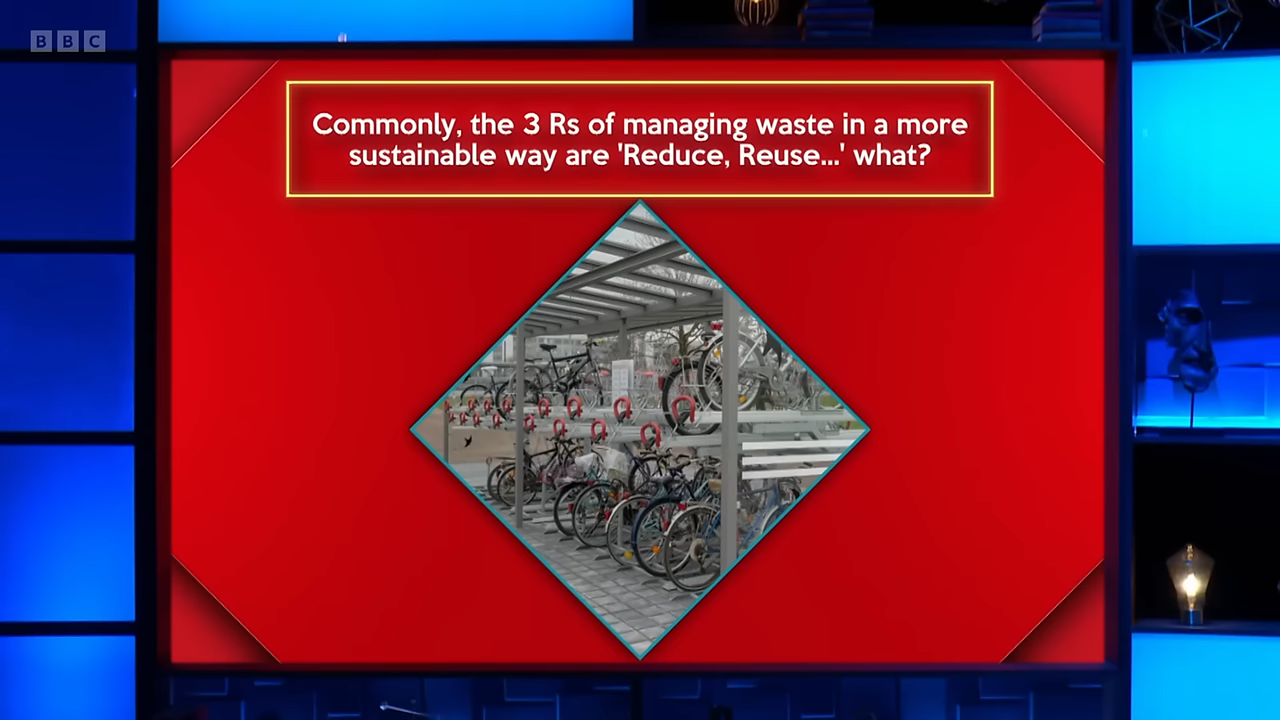 BBC
Commonly, the 3 Rs of managing waste in a more
sustainable way are 'Reduce, Reuse...' what?